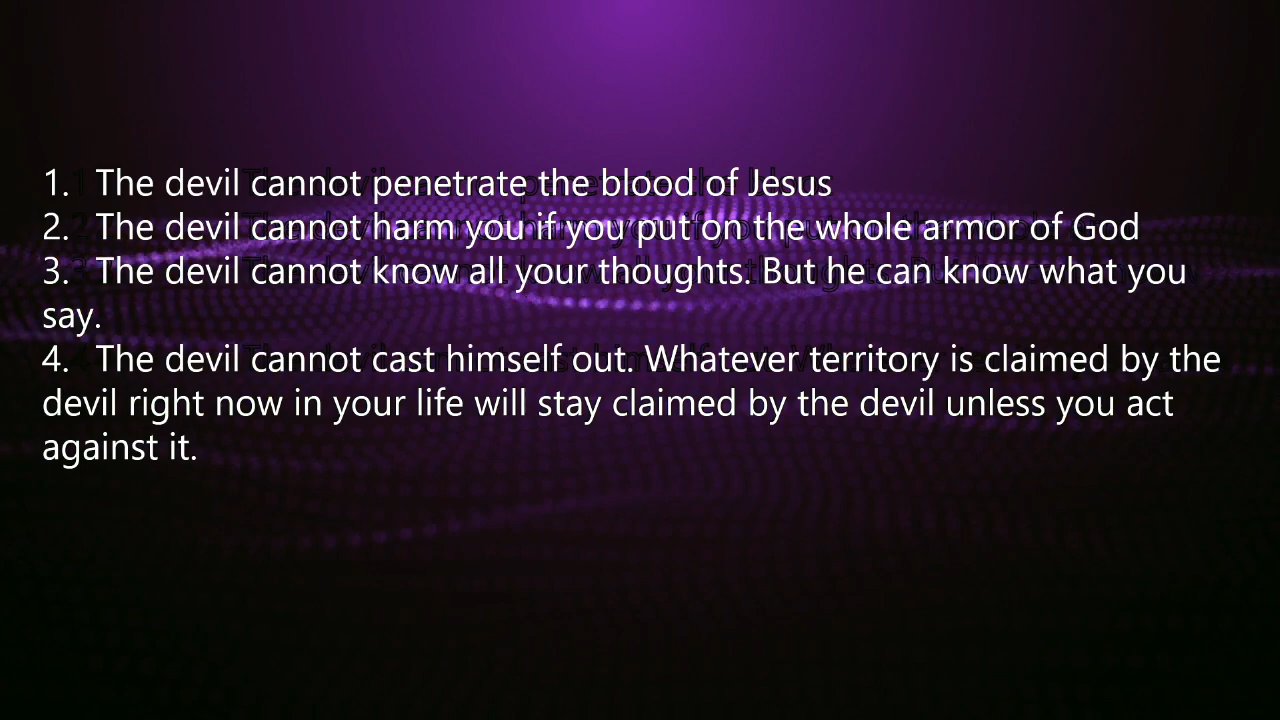 1. The devil cannot penetrate the blood of Jesus
2. The devil cannot harm you if you put on the whole armor of God
3. The devil cannot know all your thoughts. But he can know what you
say.
4. The devil cannot cast himself out. Whatever territory is claimed by the
devil right now in your life will stay claimed by the devil unless you act
against it.